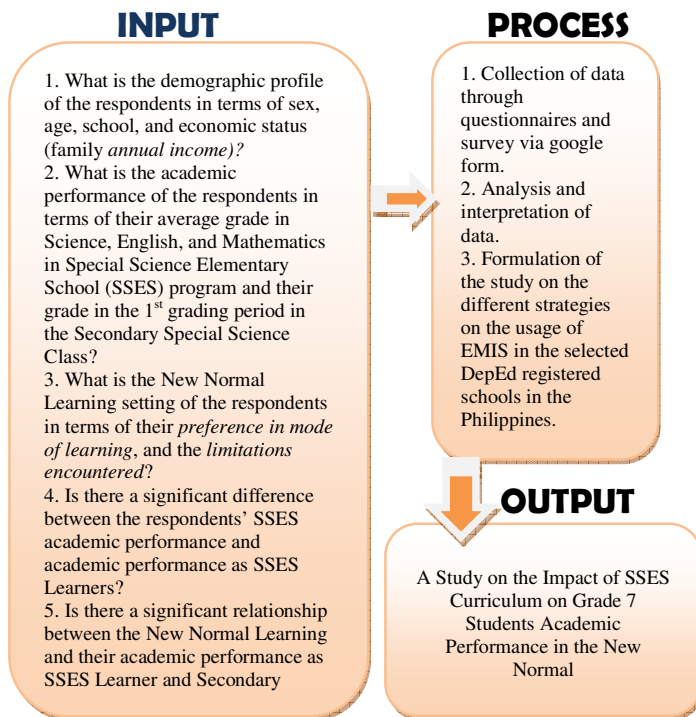 INPUT
1. What is the demographic profile
of the respondents in terms of sex,
age, school, and economic status
(family annual income)?
2. What is the academic
performance of the respondents in
terms of their average grade in
Science, English, and Mathematics
in Special Science Elementary
School (SSES) program and their
grade in the 1st grading period in
the Secondary Special Science
Class?
3. What is the New Normal
Learning setting of the respondents
in terms of their preference in mode
of learning, and the limitations
encountered?
4. Is there a significant difference
between the respondents’ SSES
academic performance and
academic performance as SSES
Learners?
5. Is there a significant relationship
between the New Normal Learning
and their academic performance as
SSES Learner and Secondary
PROCESS
1. Collection of data
through
questionnaires and
survey via google
form.
2. Analysis and
interpretation of
data.
3. Formulation of
the study on the
different strategies
on the usage of
EMIS in the selected
DepEd registered
schools in the
Philippines.
OUTPUT
A Study on the Impact of SSES
Curriculum on Grade 7
Students Academic
Performance in the New
Normal